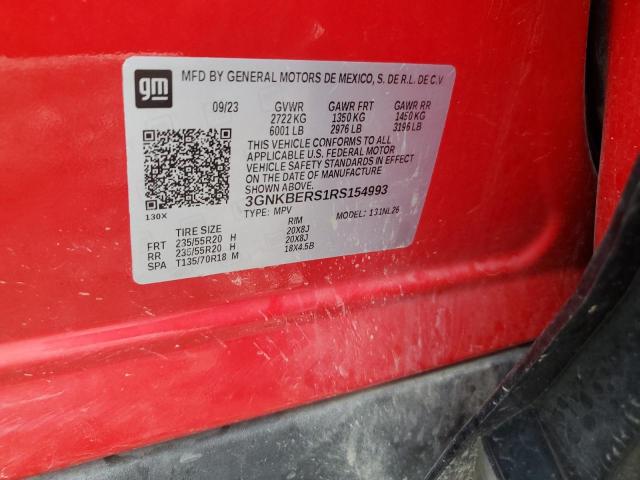 gm MFD BY GENERAL MOTORS DE MEXICO, S. DE R.L. DE C.V
09/23 GVWR GAWR FRT GAWR RR
2722 KG 1350 KG 1450 KG
6001 LB 2976 LB 3196 LB
THIS VEHICLE CONFORMS TO ALL
APPLICABLE U.S. FEDERAL MOTOR
VEHICLE SAFETY STANDARDS IN EFFECT
ON THE DATE OF MANUFACTURE
SHOWN ABOVE.
3GNKBERS1RS154993
130X TYPE: MPV MODEL: 131NL26
TIRE SIZE RIM
FRT 235/55R20 H 20X8J
RR 235/55R20 H 20X8J
SPA T135/70R18 M 18X4.5B